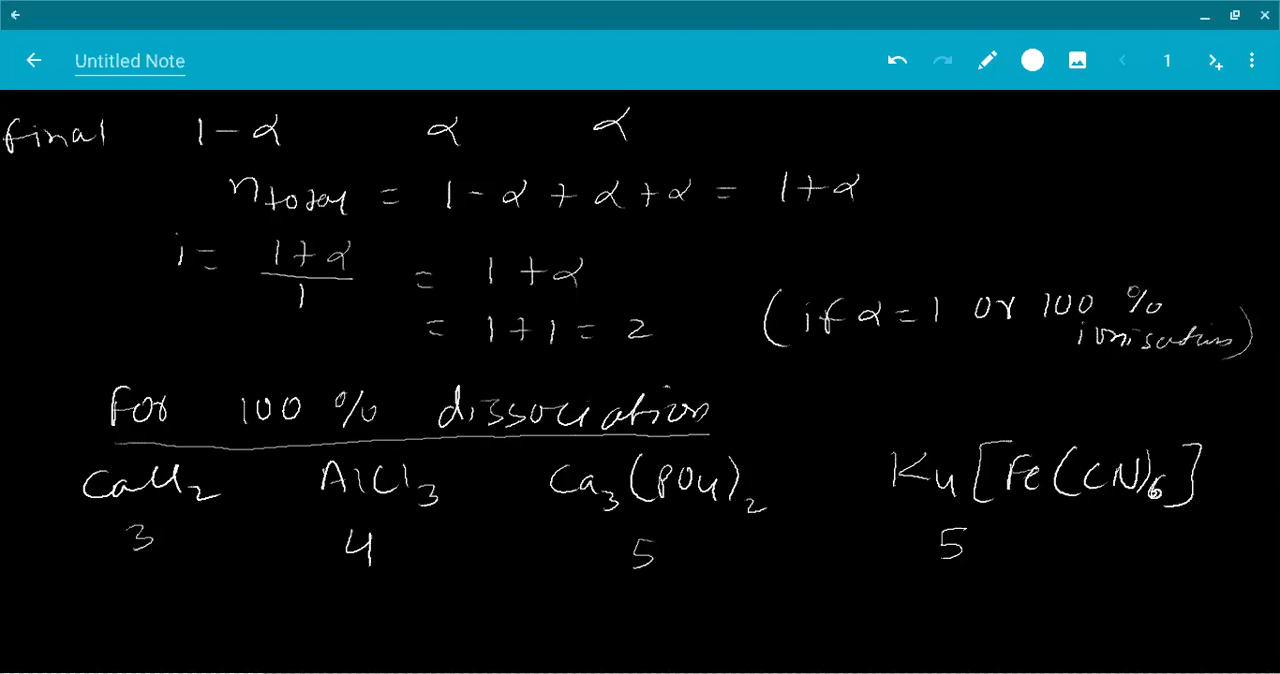 Untitled Note
1
final 1-α α α
n total = 1-α + α + α = 1+α
i = 1+α / 1 = 1+α
= 1+1 = 2 (if α=1 or 100 % ionisation)
For 100 % dissociation
CaCl₂ AlCl₃ Ca₃(PO4)₂ K4[Fe(CN)₆]
3 4 5 5